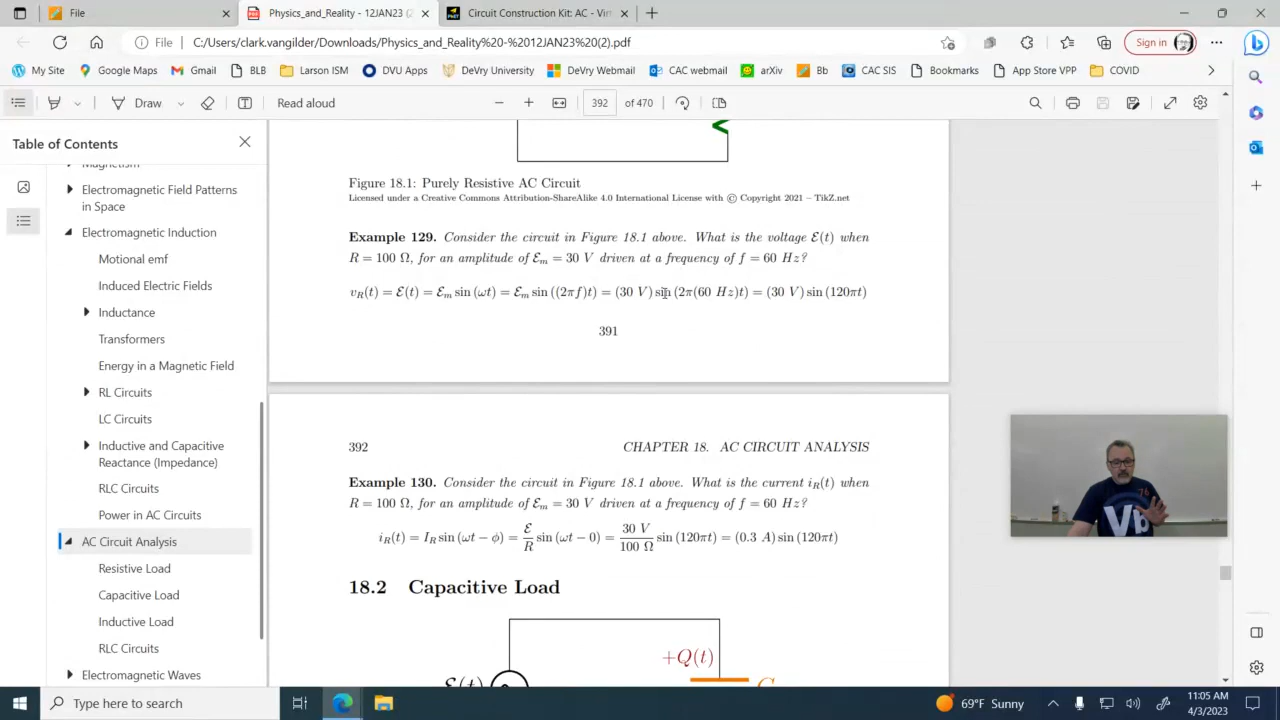 File
Physics_and_Reality - 12JAN23 (2
Circuit Construction Kit: AC - Vir
File
C:/Users/clark.vangilder/Downloads/Physics_and_Reality%20-%2012JAN23%20(2).pdf
Sign in
My Site
Google Maps
Gmail
BLB
Larson ISM
DVU Apps
DeVry University
DeVry webmail
CAC webmail
arXiv
Bb
CAC SIS
Bookmarks
App Store VPP
COVID
Draw
Read aloud
392 of 470
Table of Contents
Magnetism
Electromagnetic Field Patterns
in Space
Electromagnetic Induction
Motional emf
Induced Electric Fields
Inductance
Transformers
Energy in a Magnetic Field
RL Circuits
LC Circuits
Inductive and Capacitive
Reactance (Impedance)
RLC Circuits
Power in AC Circuits
AC Circuit Analysis
Resistive Load
Capacitive Load
Inductive Load
RLC Circuits
Electromagnetic Waves
Figure 18.1: Purely Resistive AC Circuit
Licensed under a Creative Commons Attribution-ShareAlike 4.0 International License with © Copyright 2021 – TikZ.net
Example 129. Consider the circuit in Figure 18.1 above. What is the voltage ℰ(t) when
R = 100 Ω, for an amplitude of ℰm = 30 V driven at a frequency of f = 60 Hz?
vR(t) = ℰ(t) = ℰm sin (ωt) = ℰm sin ((2πf)t) = (30 V) sin (2π(60 Hz)t) = (30 V) sin (120πt)
391
392 CHAPTER 18. AC CIRCUIT ANALYSIS
Example 130. Consider the circuit in Figure 18.1 above. What is the current iR(t) when
R = 100 Ω, for an amplitude of ℰm = 30 V driven at a frequency of f = 60 Hz?
iR(t) = IR sin (ωt − ϕ) = ℰ/R sin (ωt − 0) = 30 V/100 Ω sin (120πt) = (0.3 A) sin (120πt)
18.2 Capacitive Load
+Q(t)
ℰ(t)
C
Vb
Type here to search
69°F Sunny
11:05 AM
4/3/2023